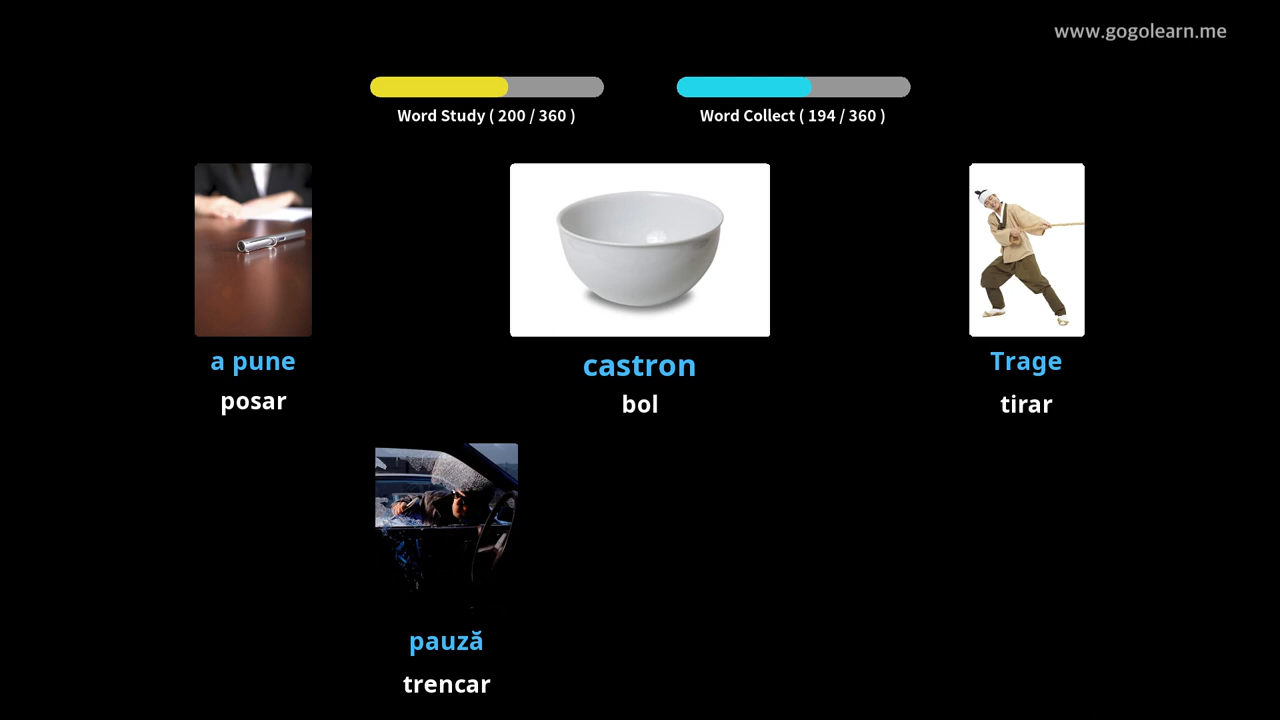 www.gogolearn.me
Word Study ( 200 / 360 )
Word Collect ( 194 / 360 )
a pune
castron
Trage
posar
bol
tirar
pauză
trencar